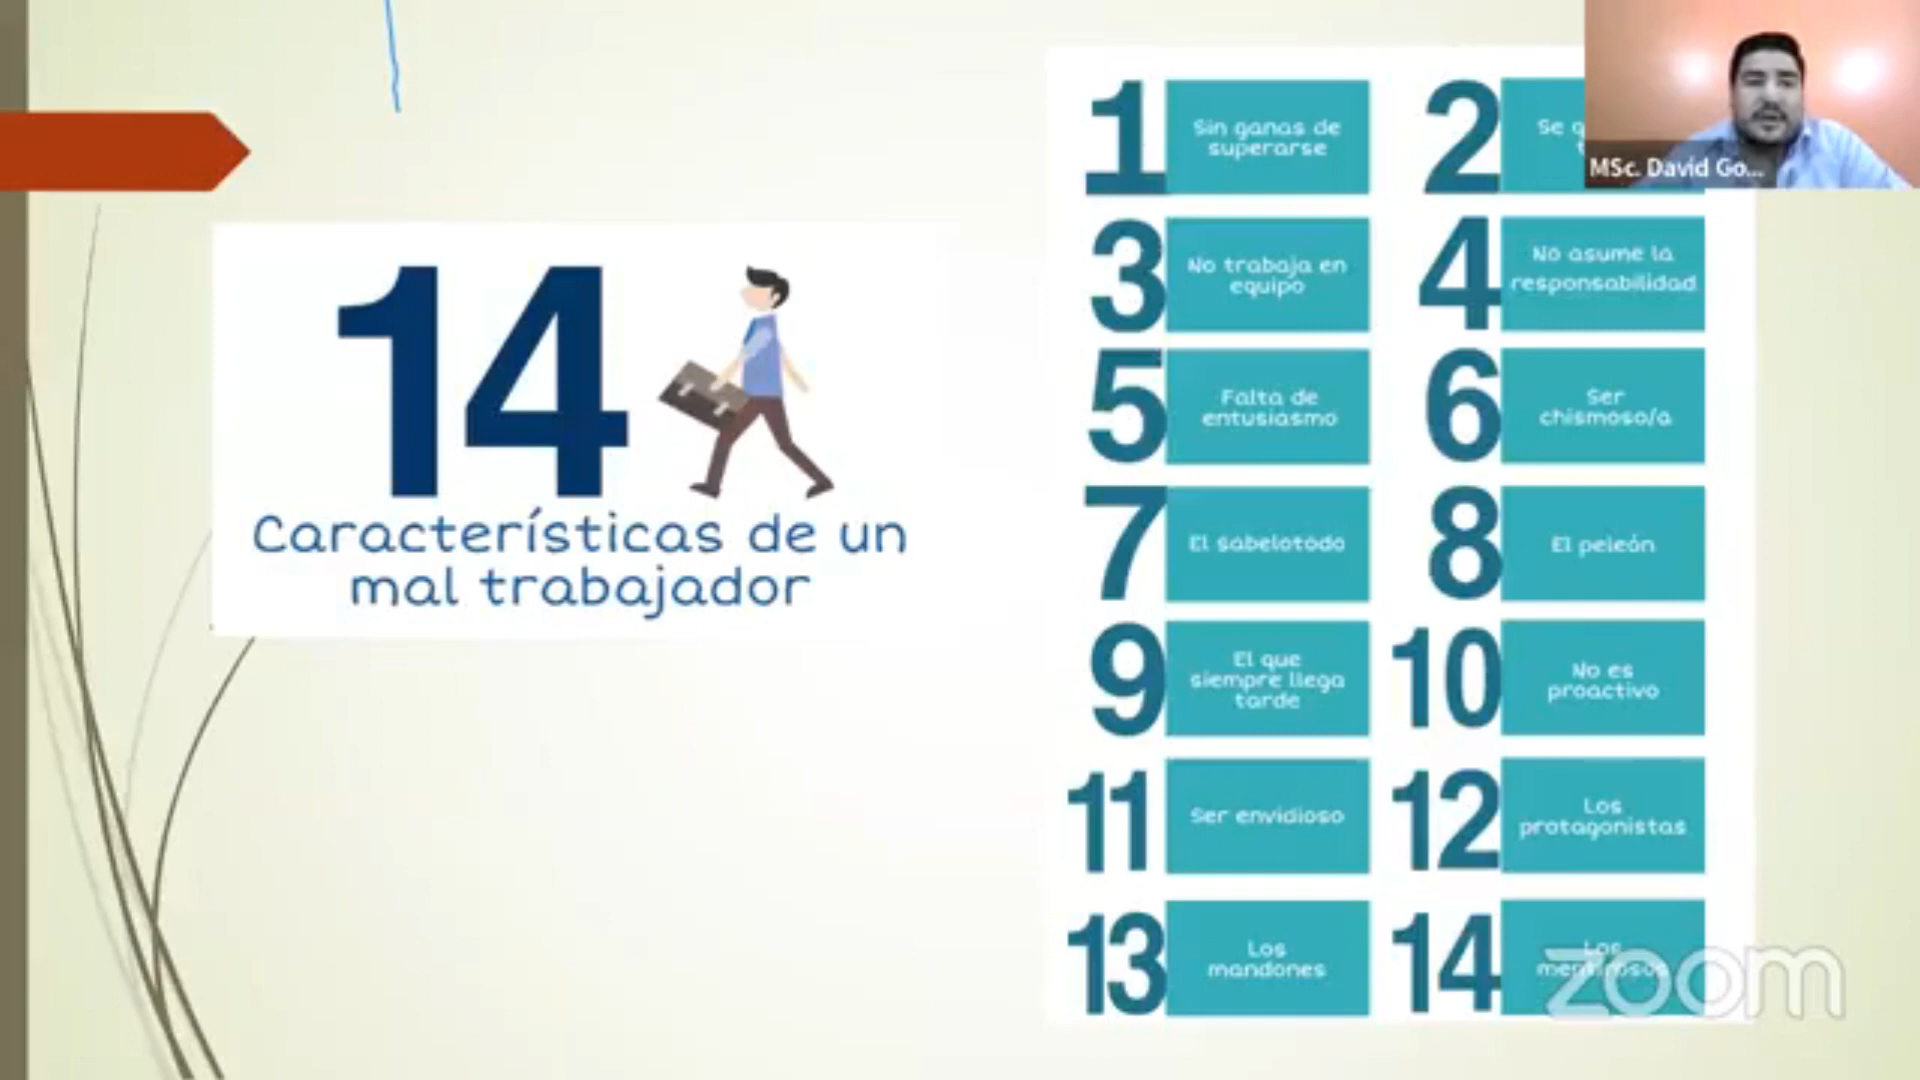 14
Características de un
mal trabajador
1
Sin ganas de
superarse
2
Se
3
No trabaja en
equipo
4
No asume la
responsabilidad
5
Falta de
entusiasmo
6
Ser
chismoso/a
7
El sabelotodo
8
El peleón
9
El que
siempre llega
tarde
10
No es
proactivo
11
Ser envidioso
12
Los
protagonistas
13
Los
mandones
14
Los
mentirosos
MSc. David Go...
zoom